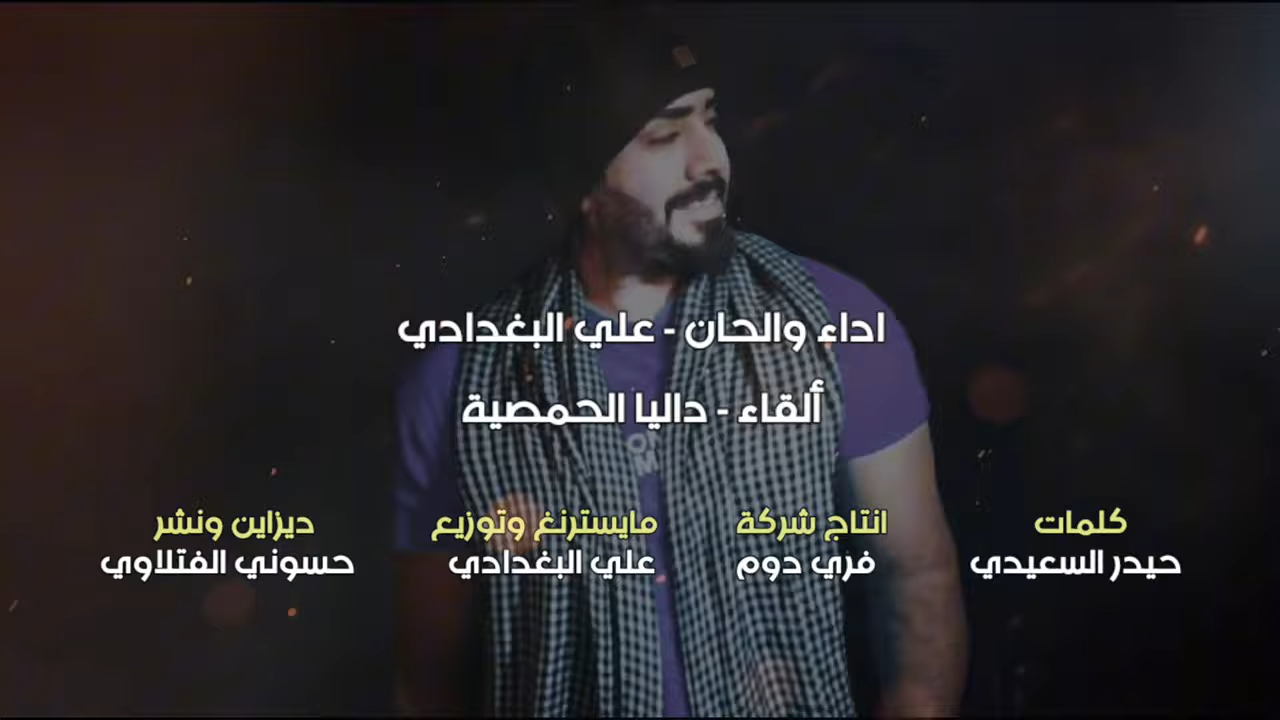 اداء والحان - علي البغدادي
ألقاء - داليا الحمصية
كلمات
حيدر السعيدي
انتاج شركة
فري دوم
مايسترنغ وتوزيع
علي البغدادي
ديزاين ونشر
حسوني الفتلاوي